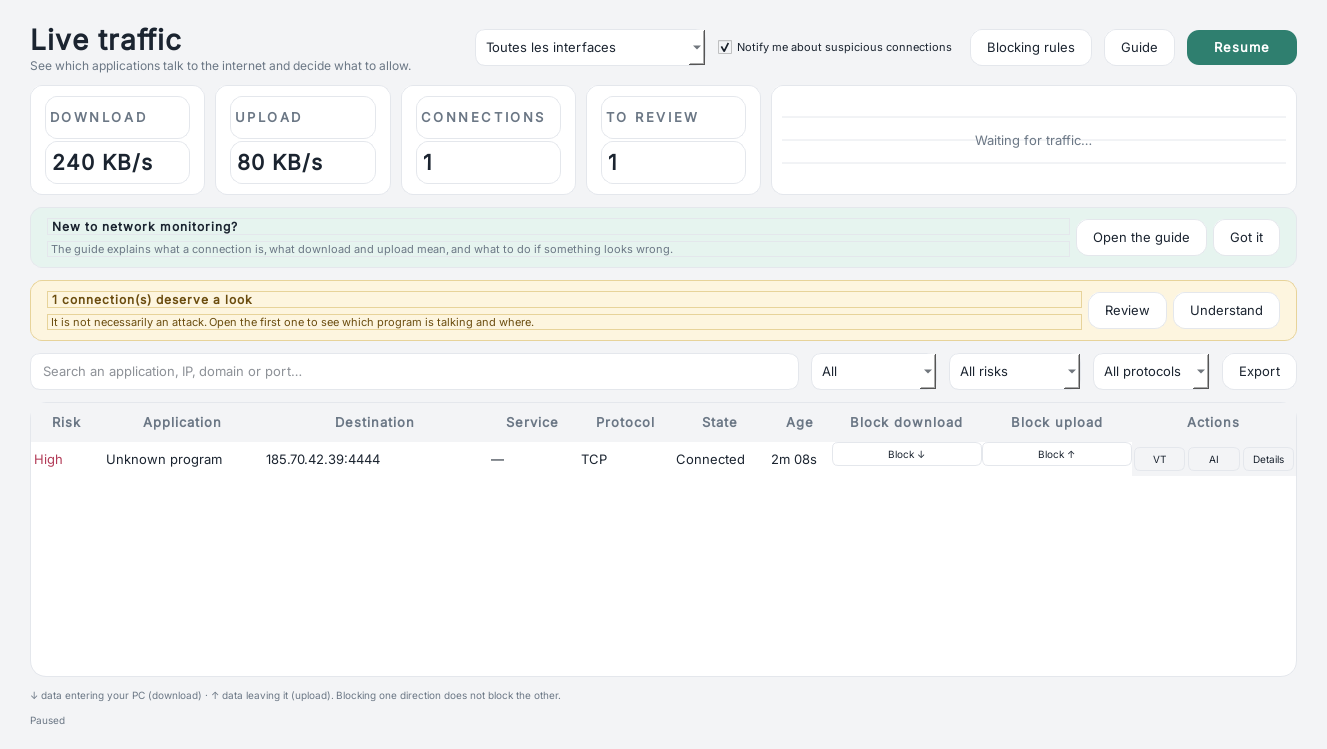 Live traffic
See which applications talk to the internet and decide what to allow.
Toutes les interfaces
Notify me about suspicious connections
Blocking rules
Guide
Resume
DOWNLOAD
240 KB/s
UPLOAD
80 KB/s
CONNECTIONS
1
TO REVIEW
1
Waiting for traffic...
New to network monitoring?
The guide explains what a connection is, what download and upload mean, and what to do if something looks wrong.
Open the guide
Got it
1 connection(s) deserve a look
It is not necessarily an attack. Open the first one to see which program is talking and where.
Review
Understand
Search an application, IP, domain or port...
All
All risks
All protocols
Export
Risk Application Destination Service Protocol State Age Block download Block upload Actions
High Unknown program 185.70.42.39:4444 — TCP Connected 2m 08s Block ↓ Block ↑ VT AI Details
↓ data entering your PC (download) · ↑ data leaving it (upload). Blocking one direction does not block the other.
Paused